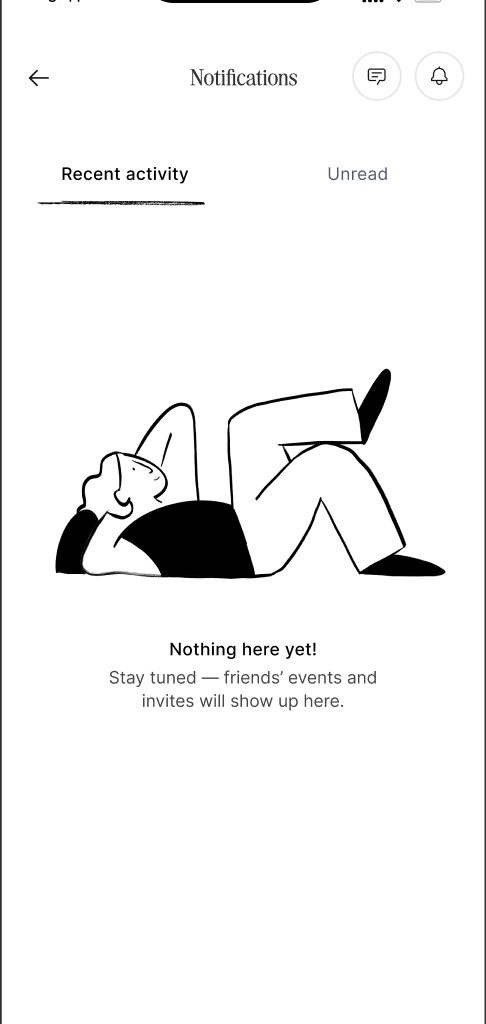 Notifications
Recent activity
Unread
Nothing here yet!
Stay tuned — friends’ events and
invites will show up here.